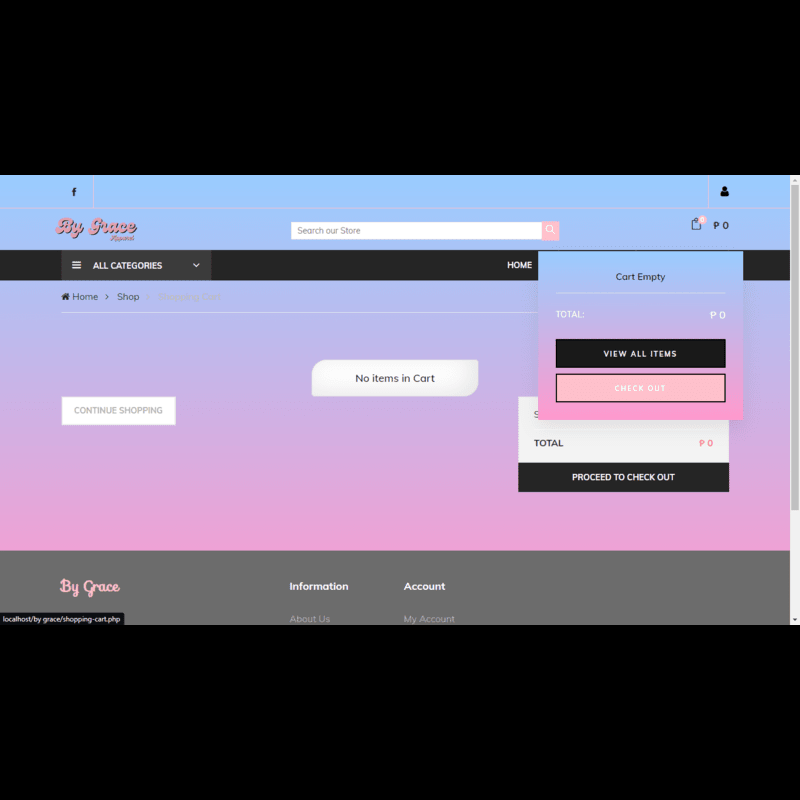 f
By Grace
Apparel
Search our Store
0
₱ 0
ALL CATEGORIES
HOME
Home > Shop >
Cart Empty
TOTAL:
₱ 0
VIEW ALL ITEMS
CHECK OUT
No items in Cart
CONTINUE SHOPPING
TOTAL
₱ 0
PROCEED TO CHECK OUT
By Grace
Information
Account
About Us
My Account
localhost/by grace/shopping-cart.php